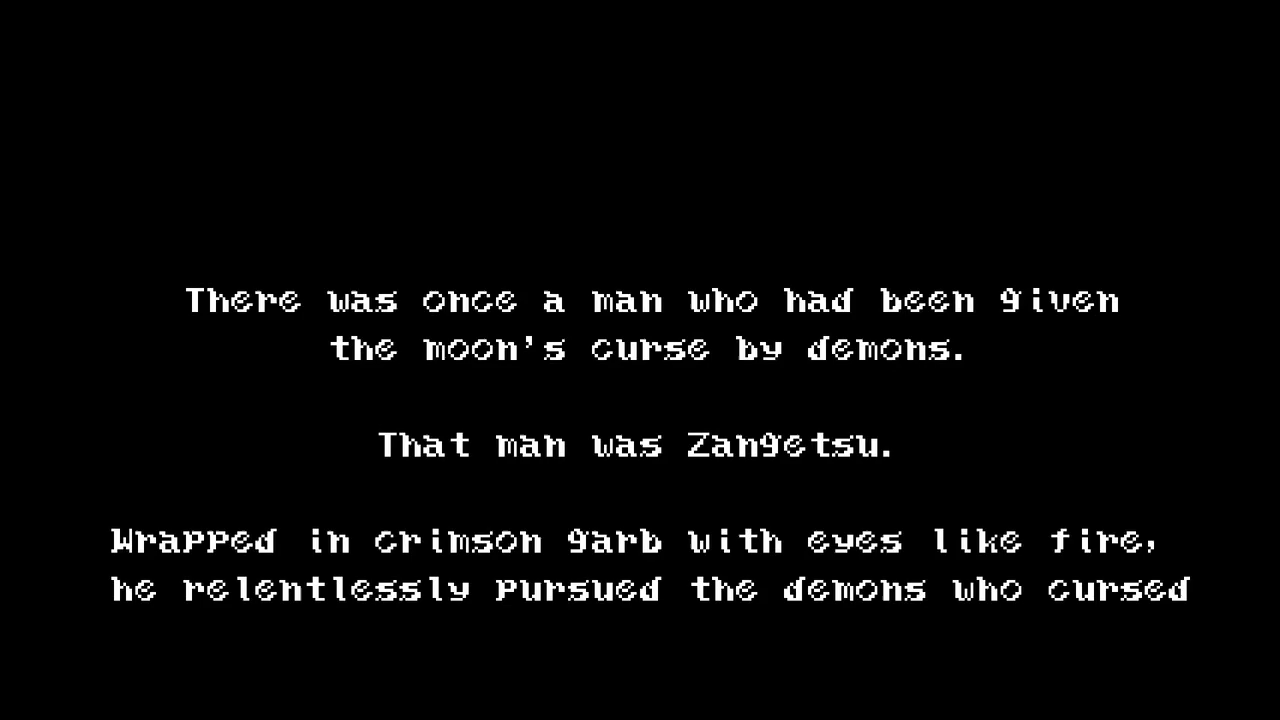 There was once a man who had been given
the moon's curse by demons.
That man was Zangetsu.
Wrapped in crimson garb with eyes like fire,
he relentlessly pursued the demons who cursed